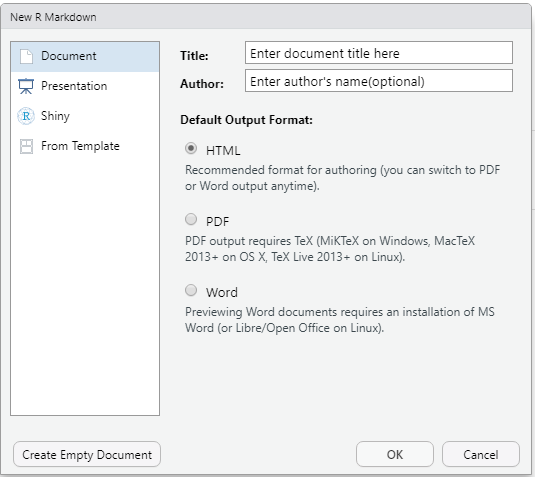 New R Markdown
Document
Presentation
R Shiny
From Template
Title: Enter document title here
Author: Enter author's name(optional)
Default Output Format:
HTML
Recommended format for authoring (you can switch to PDF
or Word output anytime).
PDF
PDF output requires TeX (MiKTeX on Windows, MacTeX
2013+ on OS X, TeX Live 2013+ on Linux).
Word
Previewing Word documents requires an installation of MS
Word (or Libre/Open Office on Linux).
Create Empty Document
OK
Cancel